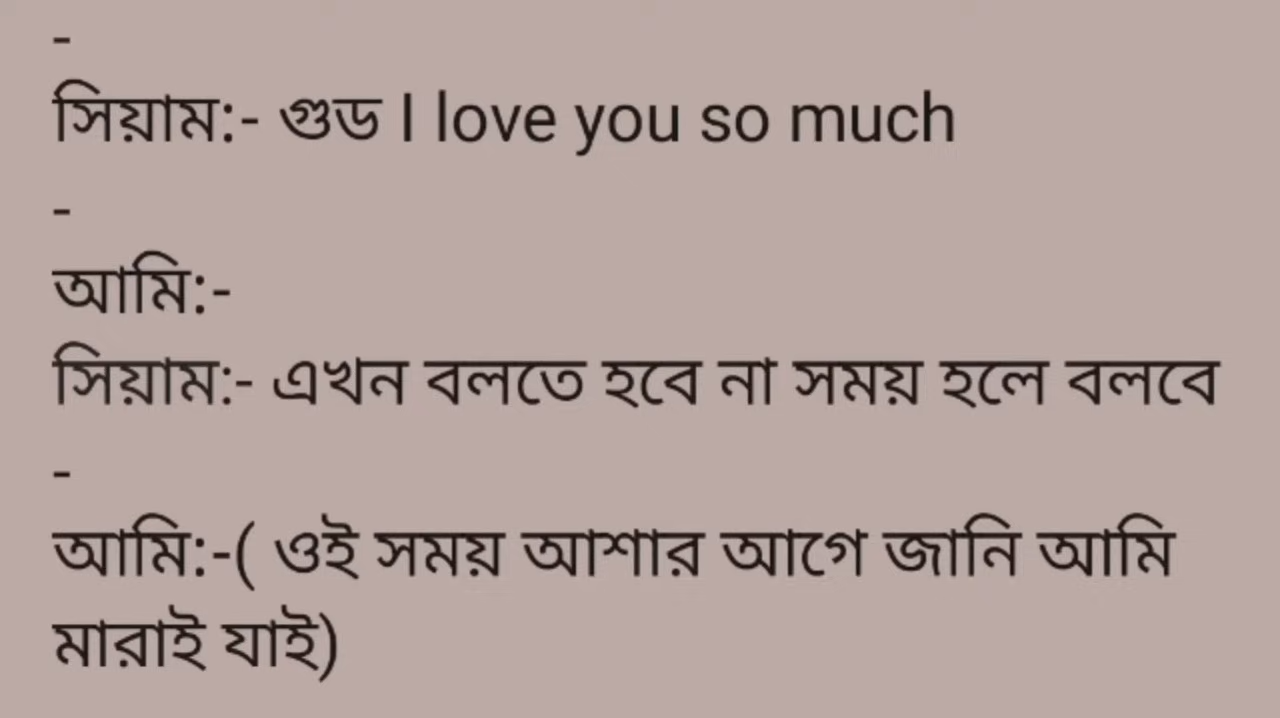 -
সিয়াম:- গুড I love you so much
-
আমি:-
সিয়াম:- এখন বলতে হবে না সময় হলে বলবে
-
আমি:-( ওই সময় আশার আগে জানি আমি
মারাই যাই)